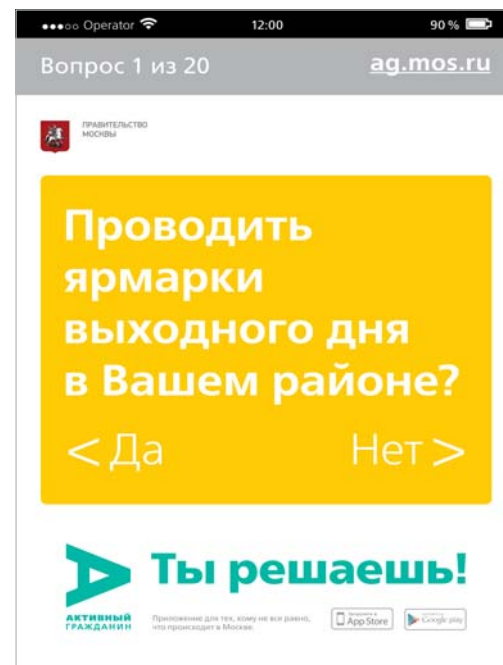 Operator 12:00 90 %
Вопрос 1 из 20 ag.mos.ru
ПРАВИТЕЛЬСТВО
МОСКВЫ
Проводить
ярмарки
выходного дня
в Вашем районе?
< Да Нет >
Ты решаешь!
АКТИВНЫЙ
ГРАЖДАНИН
Приложение для тех, кому не все равно,
что происходит в Москве.
App Store Google play